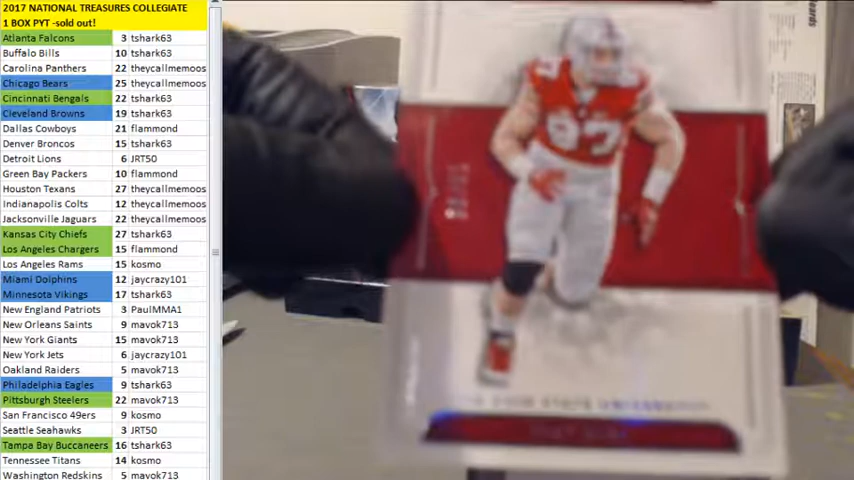 2017 NATIONAL TREASURES COLLEGIATE
1 BOX PYT -sold out!
Atlanta Falcons 3 tshark63
Buffalo Bills 10 tshark63
Carolina Panthers 22 theycallmemoos
Chicago Bears 25 theycallmemoos
Cincinnati Bengals 22 tshark63
Cleveland Browns 19 tshark63
Dallas Cowboys 21 flammond
Denver Broncos 15 tshark63
Detroit Lions 6 JRT50
Green Bay Packers 10 flammond
Houston Texans 27 theycallmemoos
Indianapolis Colts 12 theycallmemoos
Jacksonville Jaguars 22 theycallmemoos
Kansas City Chiefs 27 tshark63
Los Angeles Chargers 15 flammond
Los Angeles Rams 15 kosmo
Miami Dolphins 12 jaycrazy101
Minnesota Vikings 17 tshark63
New England Patriots 3 PaulMMA1
New Orleans Saints 9 mavok713
New York Giants 15 mavok713
New York Jets 6 jaycrazy101
Oakland Raiders 5 mavok713
Philadelphia Eagles 9 tshark63
Pittsburgh Steelers 22 mavok713
San Francisco 49ers 9 kosmo
Seattle Seahawks 3 JRT50
Tampa Bay Buccaneers 16 tshark63
Tennessee Titans 14 kosmo
Washington Redskins 5 mavok713
97